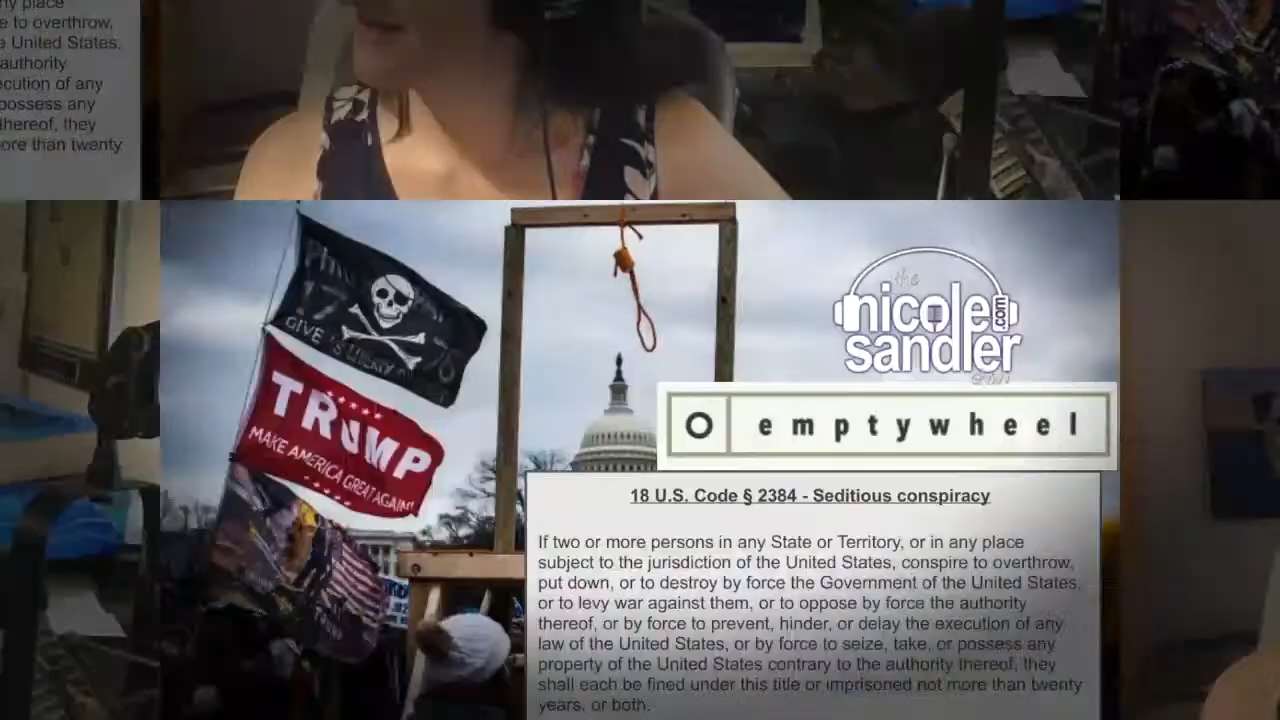 ny place
e to overthrow,
e United States,
authority
ecution of any
possess any
thereof, they
ore than twenty
17
76
GIVE
LIBERTY
TRUMP
MAKE AMERICA GREAT AGAIN!
the
nicole
.com
sandler
show
emptywheel
18 U.S. Code § 2384 - Seditious conspiracy
If two or more persons in any State or Territory, or in any place
subject to the jurisdiction of the United States, conspire to overthrow,
put down, or to destroy by force the Government of the United States,
or to levy war against them, or to oppose by force the authority
thereof, or by force to prevent, hinder, or delay the execution of any
law of the United States, or by force to seize, take, or possess any
property of the United States contrary to the authority thereof, they
shall each be fined under this title or imprisoned not more than twenty
years, or both.